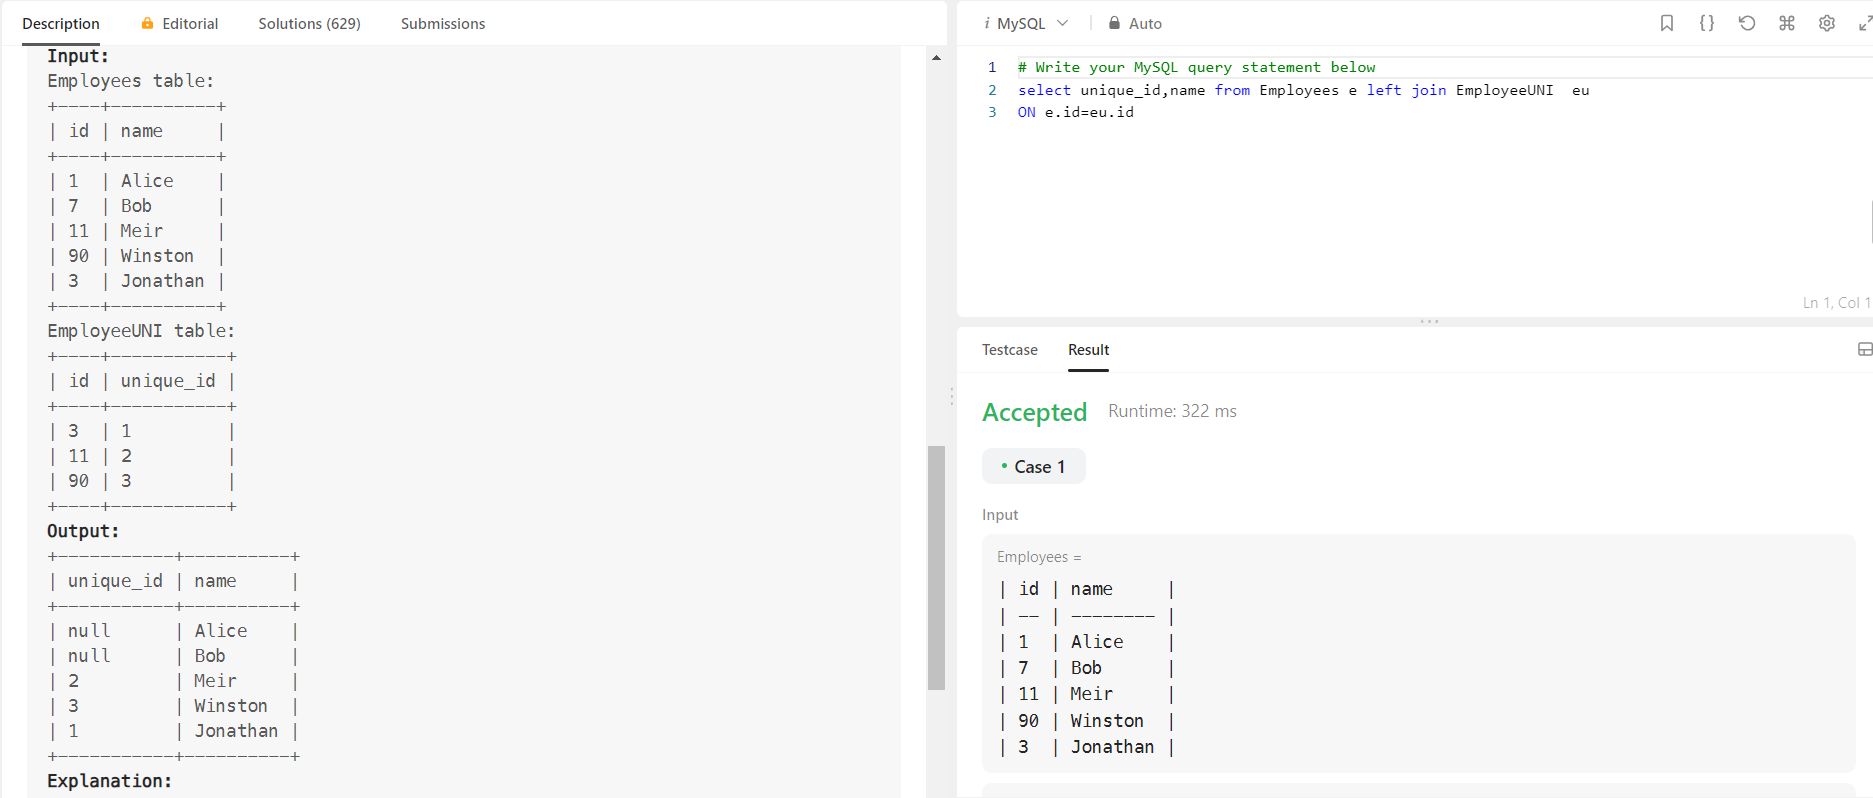 Description Editorial Solutions (629) Submissions
Input:
Employees table:
+----+----------+
| id | name     |
+----+----------+
| 1  | Alice    |
| 7  | Bob      |
| 11 | Meir     |
| 90 | Winston  |
| 3  | Jonathan |
+----+----------+
EmployeeUNI table:
+----+-----------+
| id | unique_id |
+----+-----------+
| 3  | 1         |
| 11 | 2         |
| 90 | 3         |
+----+-----------+
Output:
+-----------+----------+
| unique_id | name     |
+-----------+----------+
| null      | Alice    |
| null      | Bob      |
| 2         | Meir     |
| 3         | Winston  |
| 1         | Jonathan |
+-----------+----------+
Explanation:
i MySQL Auto
1 # Write your MySQL query statement below
2 select unique_id,name from Employees e left join EmployeeUNI  eu
3 ON e.id=eu.id
Ln 1, Col 1
Testcase Result
Accepted Runtime: 322 ms
• Case 1
Input
Employees =
| id | name     |
| -- | -------- |
| 1  | Alice    |
| 7  | Bob      |
| 11 | Meir     |
| 90 | Winston  |
| 3  | Jonathan |